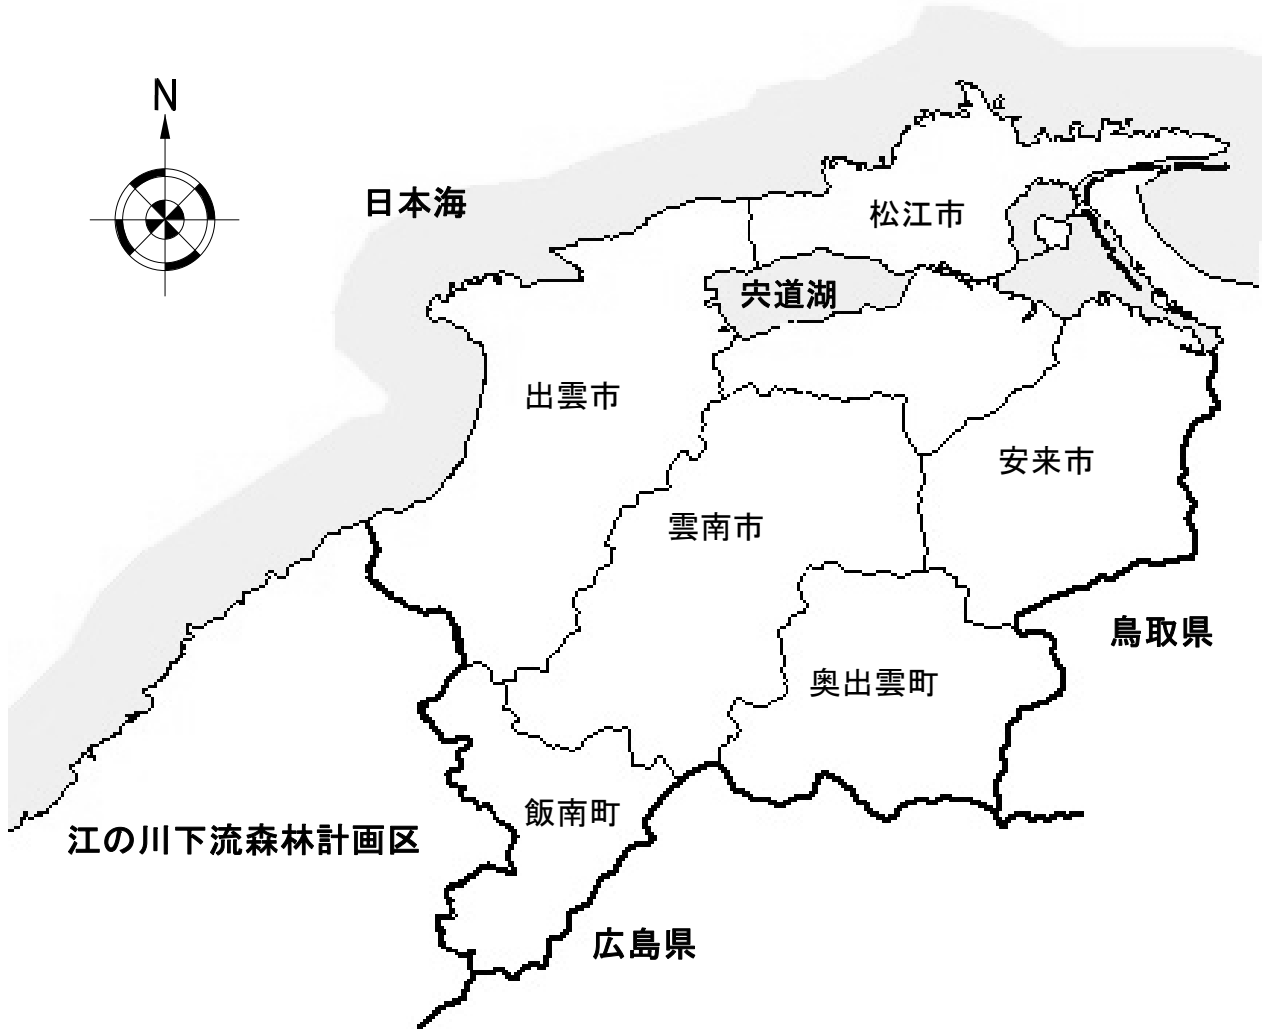 N
日本海
松江市
宍道湖
出雲市
安来市
雲南市
鳥取県
奥出雲町
飯南町
江の川下流森林計画区
広島県